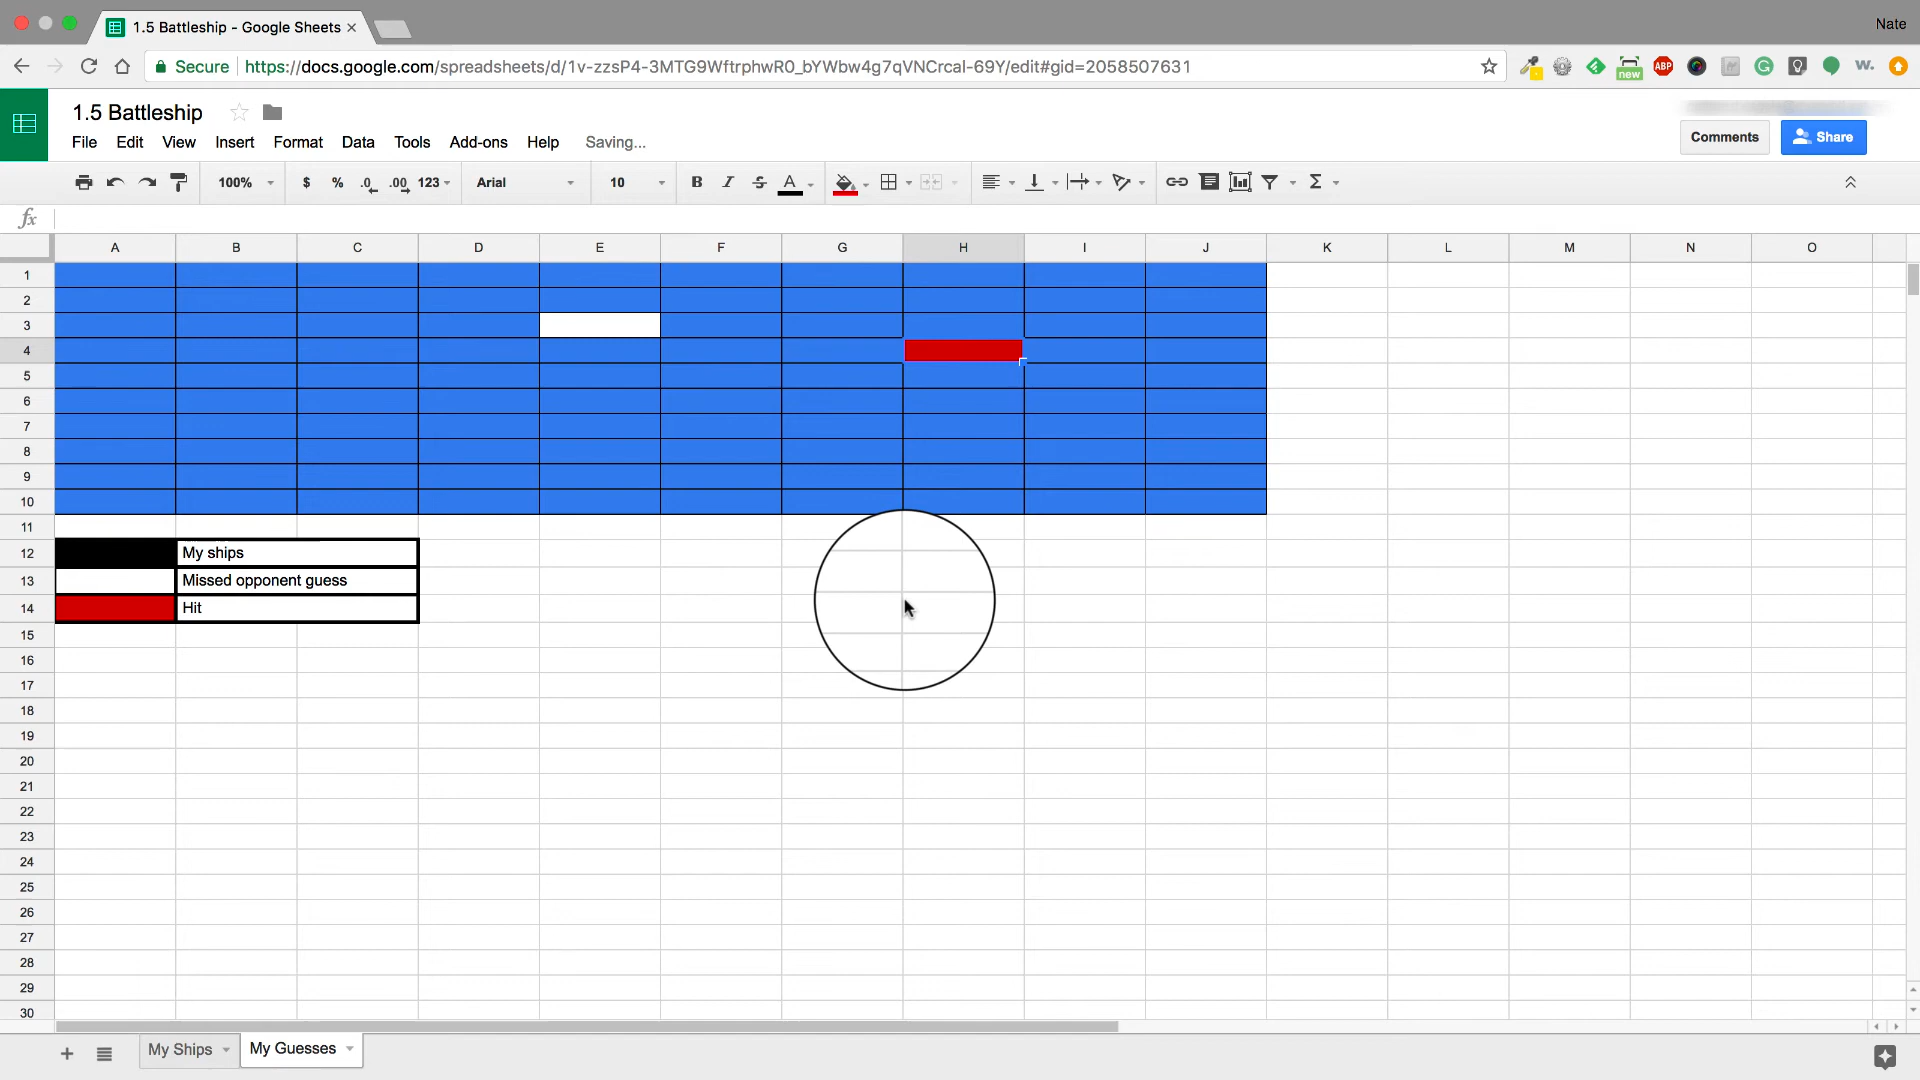 1.5 Battleship - Google Sheets
Nate
Secure https://docs.google.com/spreadsheets/d/1v-zzsP4-3MTG9WftrphwR0_bYWbw4g7qVNCrcal-69Y/edit#gid=2058507631
new
ABP
w.
1.5 Battleship
File Edit View Insert Format Data Tools Add-ons Help Saving...
Comments
Share
100% $ % .0 .00 123 Arial 10 B I S A Σ
fx
A B C D E F G H I J K L M N O
1
2
3
4
5
6
7
8
9
10
11
12 My ships
13 Missed opponent guess
14 Hit
15
16
17
18
19
20
21
22
23
24
25
26
27
28
29
30
My Ships My Guesses